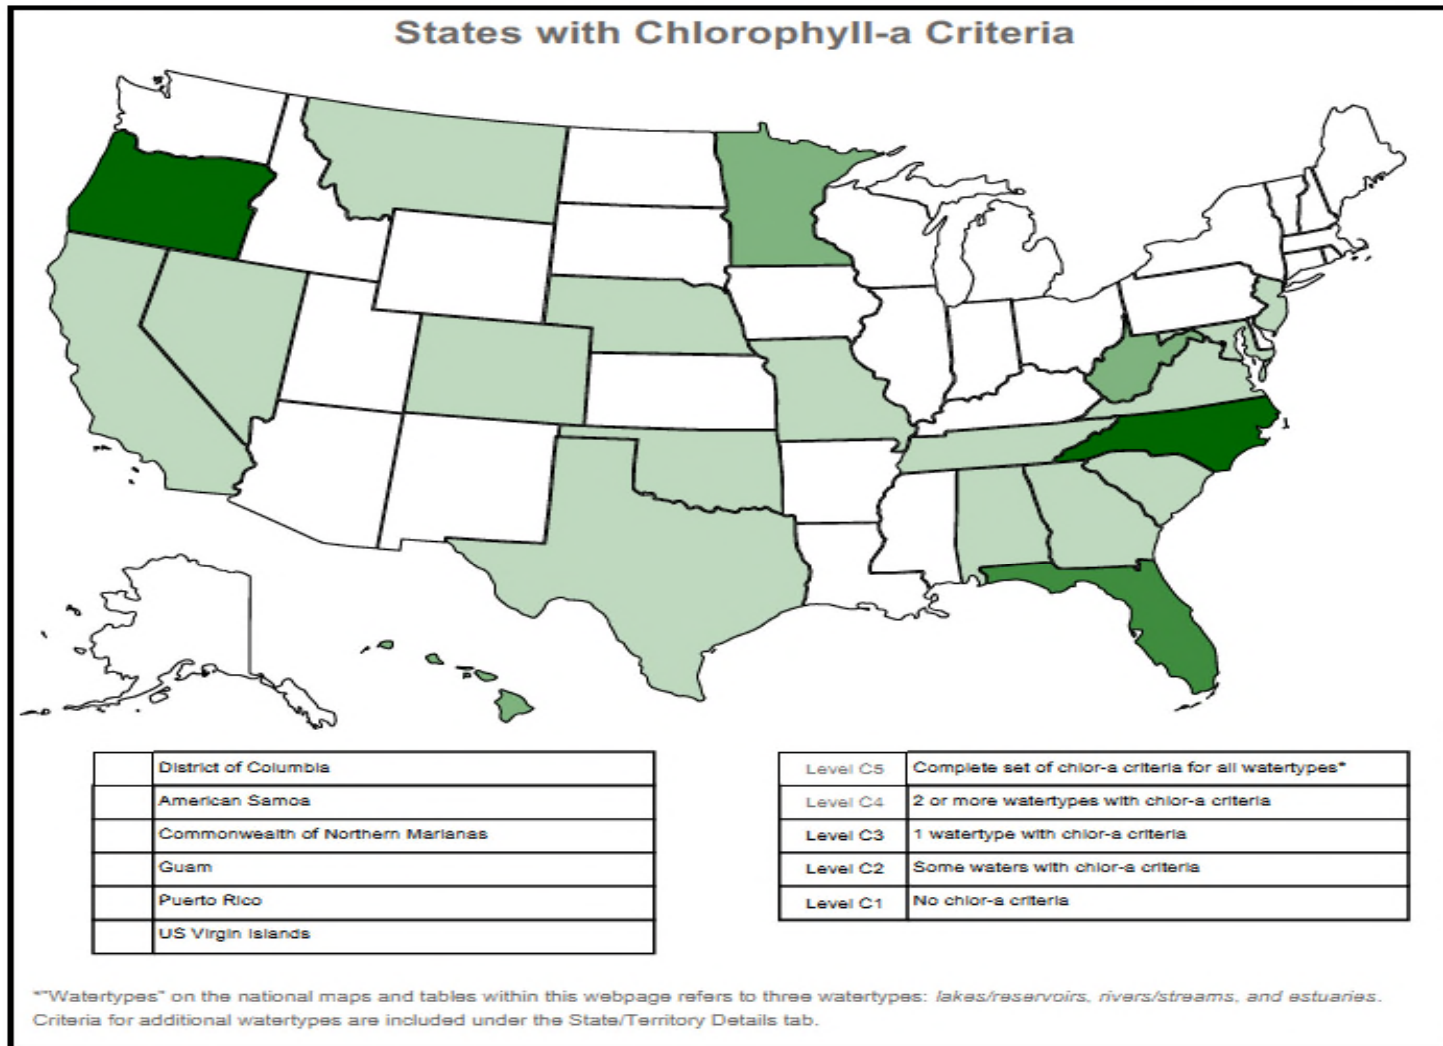 States with Chlorophyll-a Criteria
1
District of Columbia
American Samoa
Commonwealth of Northern Marianas
Guam
Puerto Rico
US Virgin Islands
Level C5 Complete set of chlor-a criteria for all watertypes*
Level C4 2 or more watertypes with chlor-a criteria
Level C3 1 watertype with chlor-a criteria
Level C2 Some waters with chlor-a criteria
Level C1 No chlor-a criteria
*"Watertypes" on the national maps and tables within this webpage refers to three watertypes: lakes/reservoirs, rivers/streams, and estuaries.
Criteria for additional watertypes are included under the State/Territory Details tab.